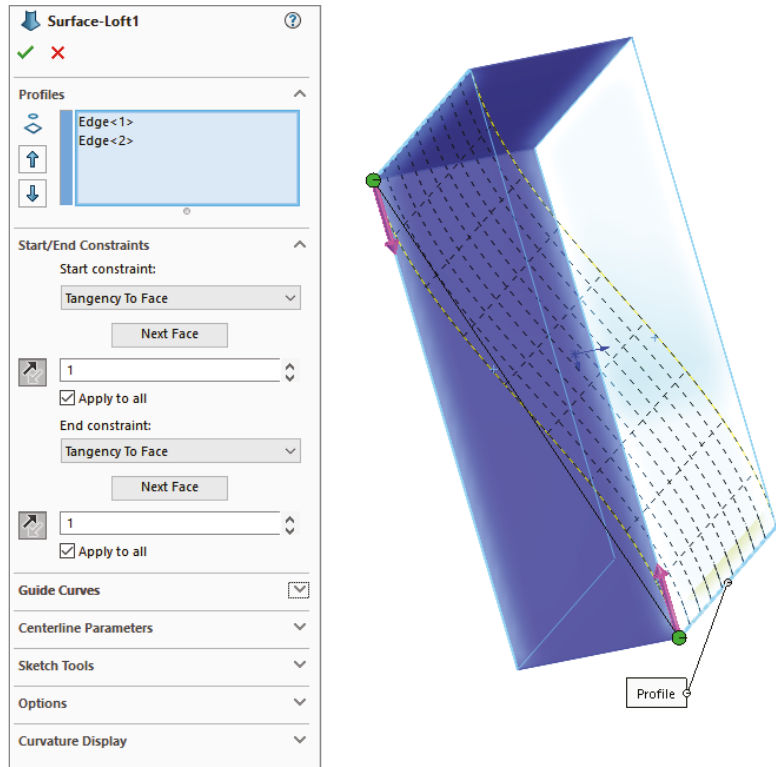 Surface-Loft1
Profiles
Edge<1>
Edge<2>
Start/End Constraints
Start constraint:
Tangency To Face
Next Face
1
Apply to all
End constraint:
Tangency To Face
Next Face
1
Apply to all
Guide Curves
Centerline Parameters
Sketch Tools
Options
Curvature Display
Profile